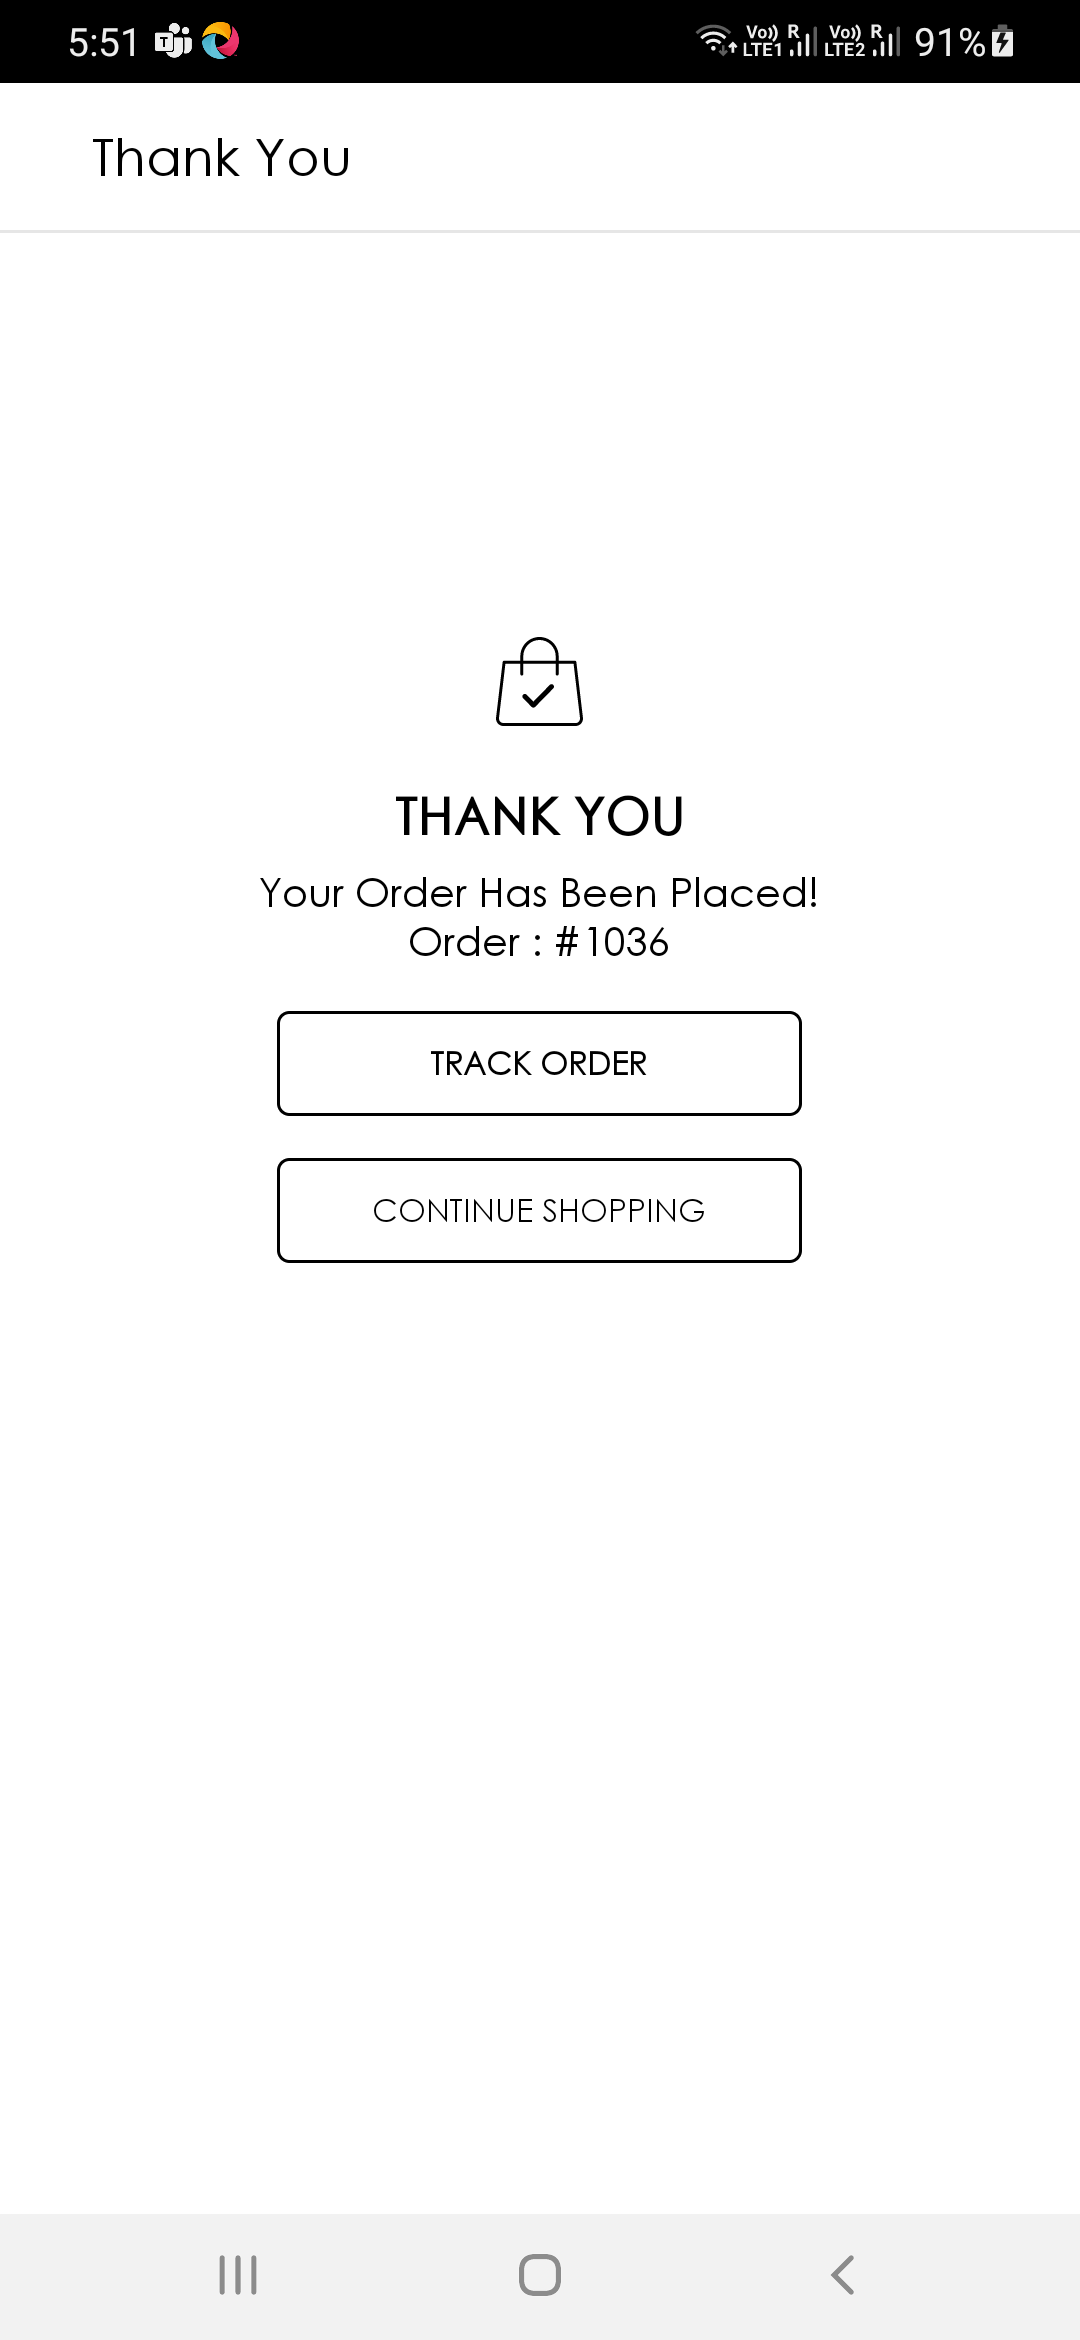 5:51 Vo)) LTE1 R Vo)) LTE2 R 91%
Thank You
THANK YOU
Your Order Has Been Placed!
Order : #1036
TRACK ORDER
CONTINUE SHOPPING